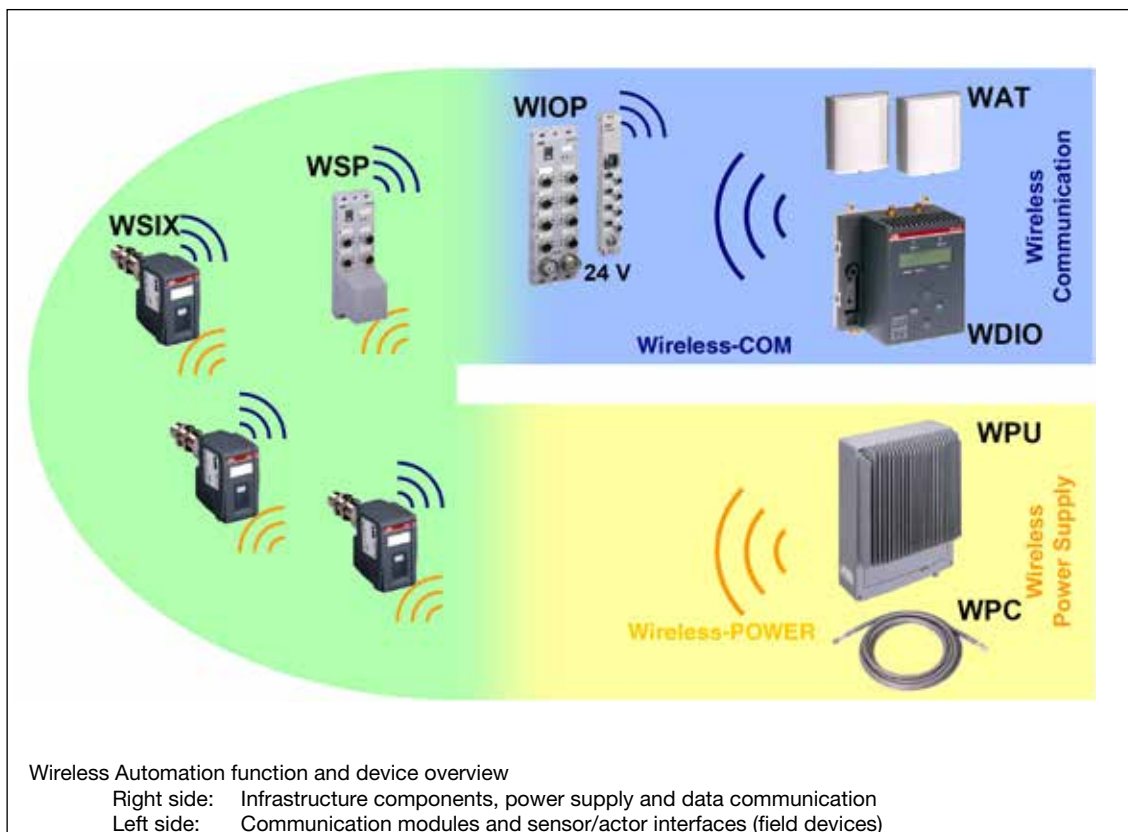 WIOP
WAT
WSP
WSIX
24 V
Wireless
Communication
Wireless-COM
WDIO
WPU
Wireless
Power Supply
WPC
Wireless-POWER
Wireless Automation function and device overview
Right side: Infrastructure components, power supply and data communication
Left side: Communication modules and sensor/actor interfaces (field devices)